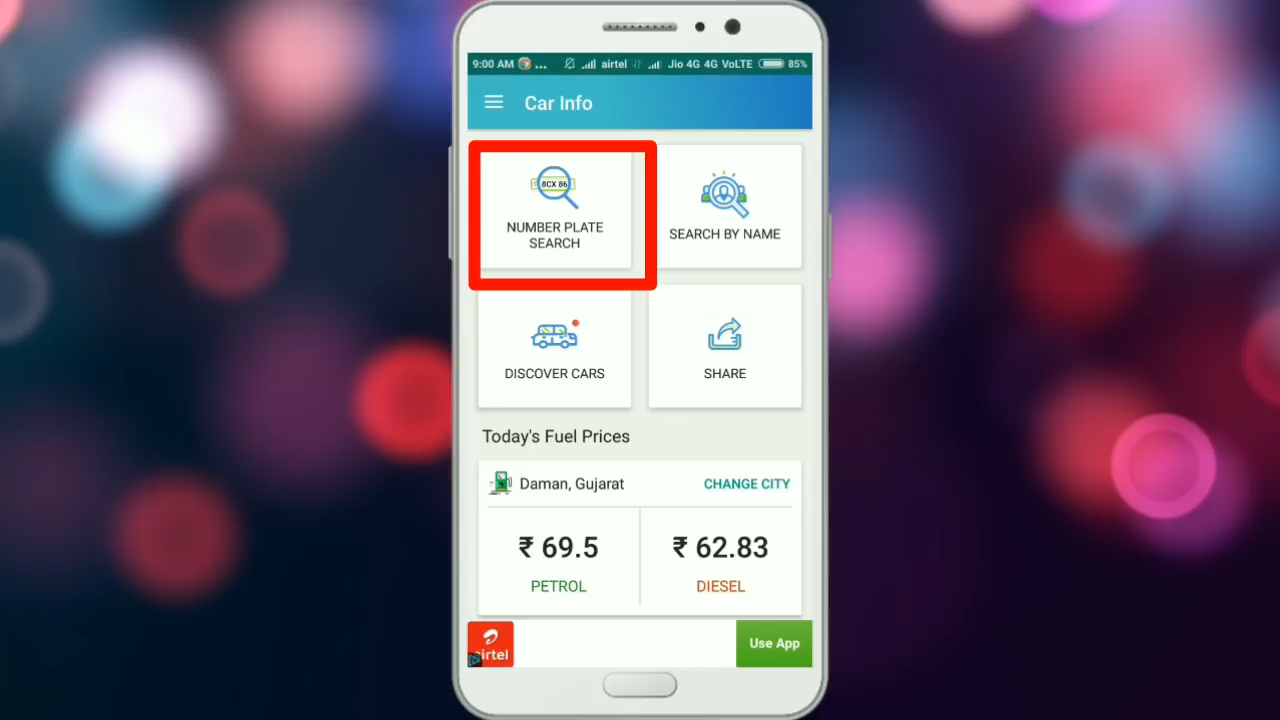 9:00 AM ... airtel Jio 4G 4G VoLTE 85%
Car Info
8CX 86
NUMBER PLATE
SEARCH
SEARCH BY NAME
DISCOVER CARS
SHARE
Today's Fuel Prices
Daman, Gujarat
CHANGE CITY
₹ 69.5
₹ 62.83
PETROL
DIESEL
airtel
Use App